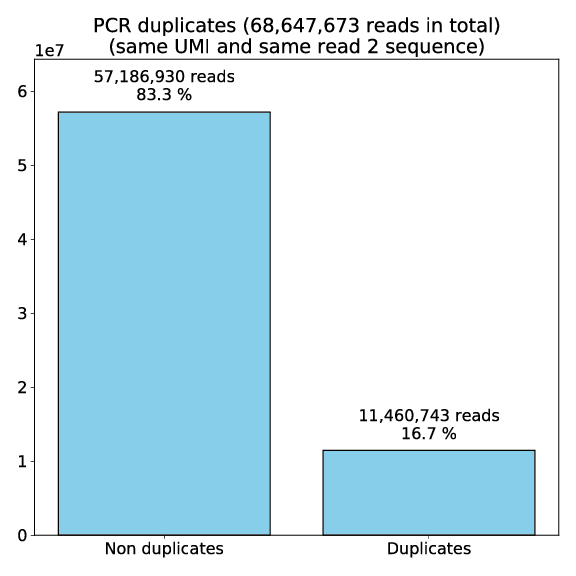 PCR duplicates (68,647,673 reads in total)
(same UMI and same read 2 sequence)
1e7
57,186,930 reads
83.3 %
6
5
4
3
2
1
0
11,460,743 reads
16.7 %
Non duplicates
Duplicates